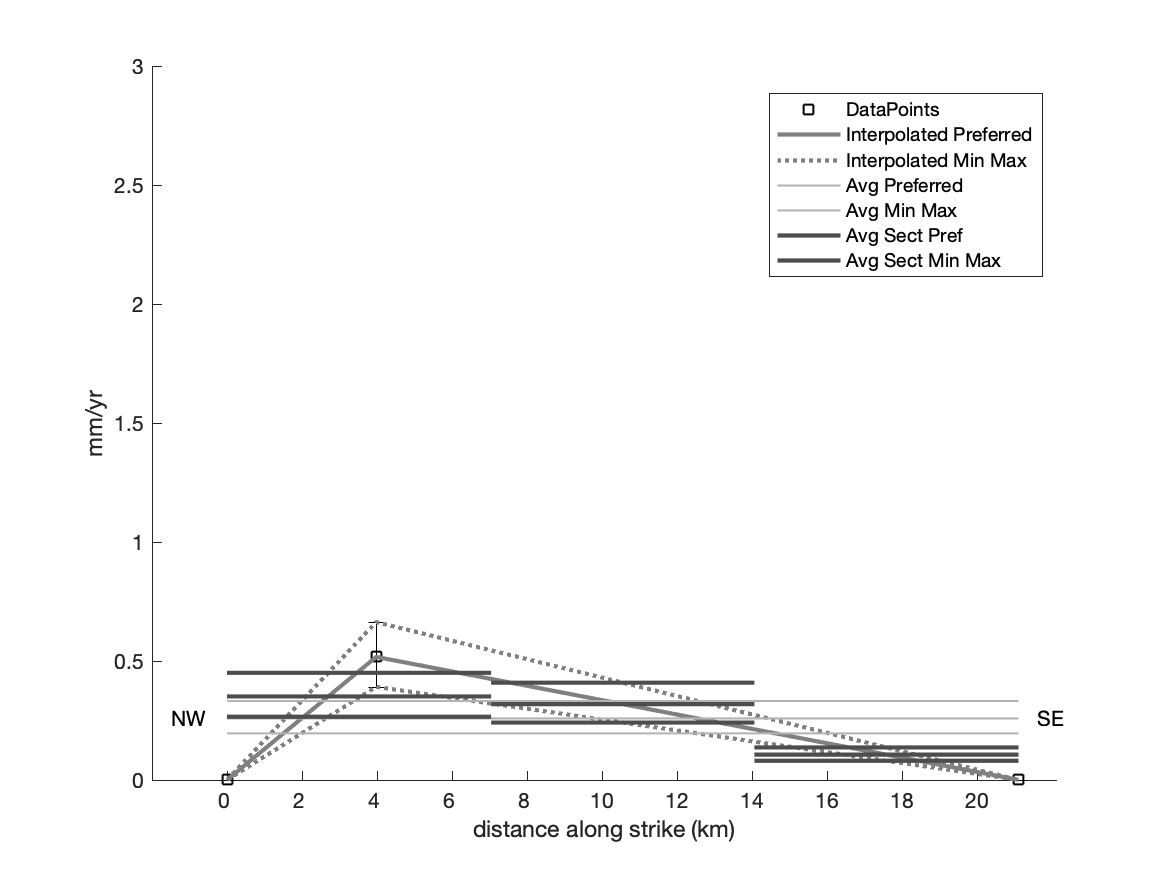 3
2.5
2
1.5
1
0.5
0
mm/yr
DataPoints
Interpolated Preferred
Interpolated Min Max
Avg Preferred
Avg Min Max
Avg Sect Pref
Avg Sect Min Max
NW
SE
0 2 4 6 8 10 12 14 16 18 20
distance along strike (km)